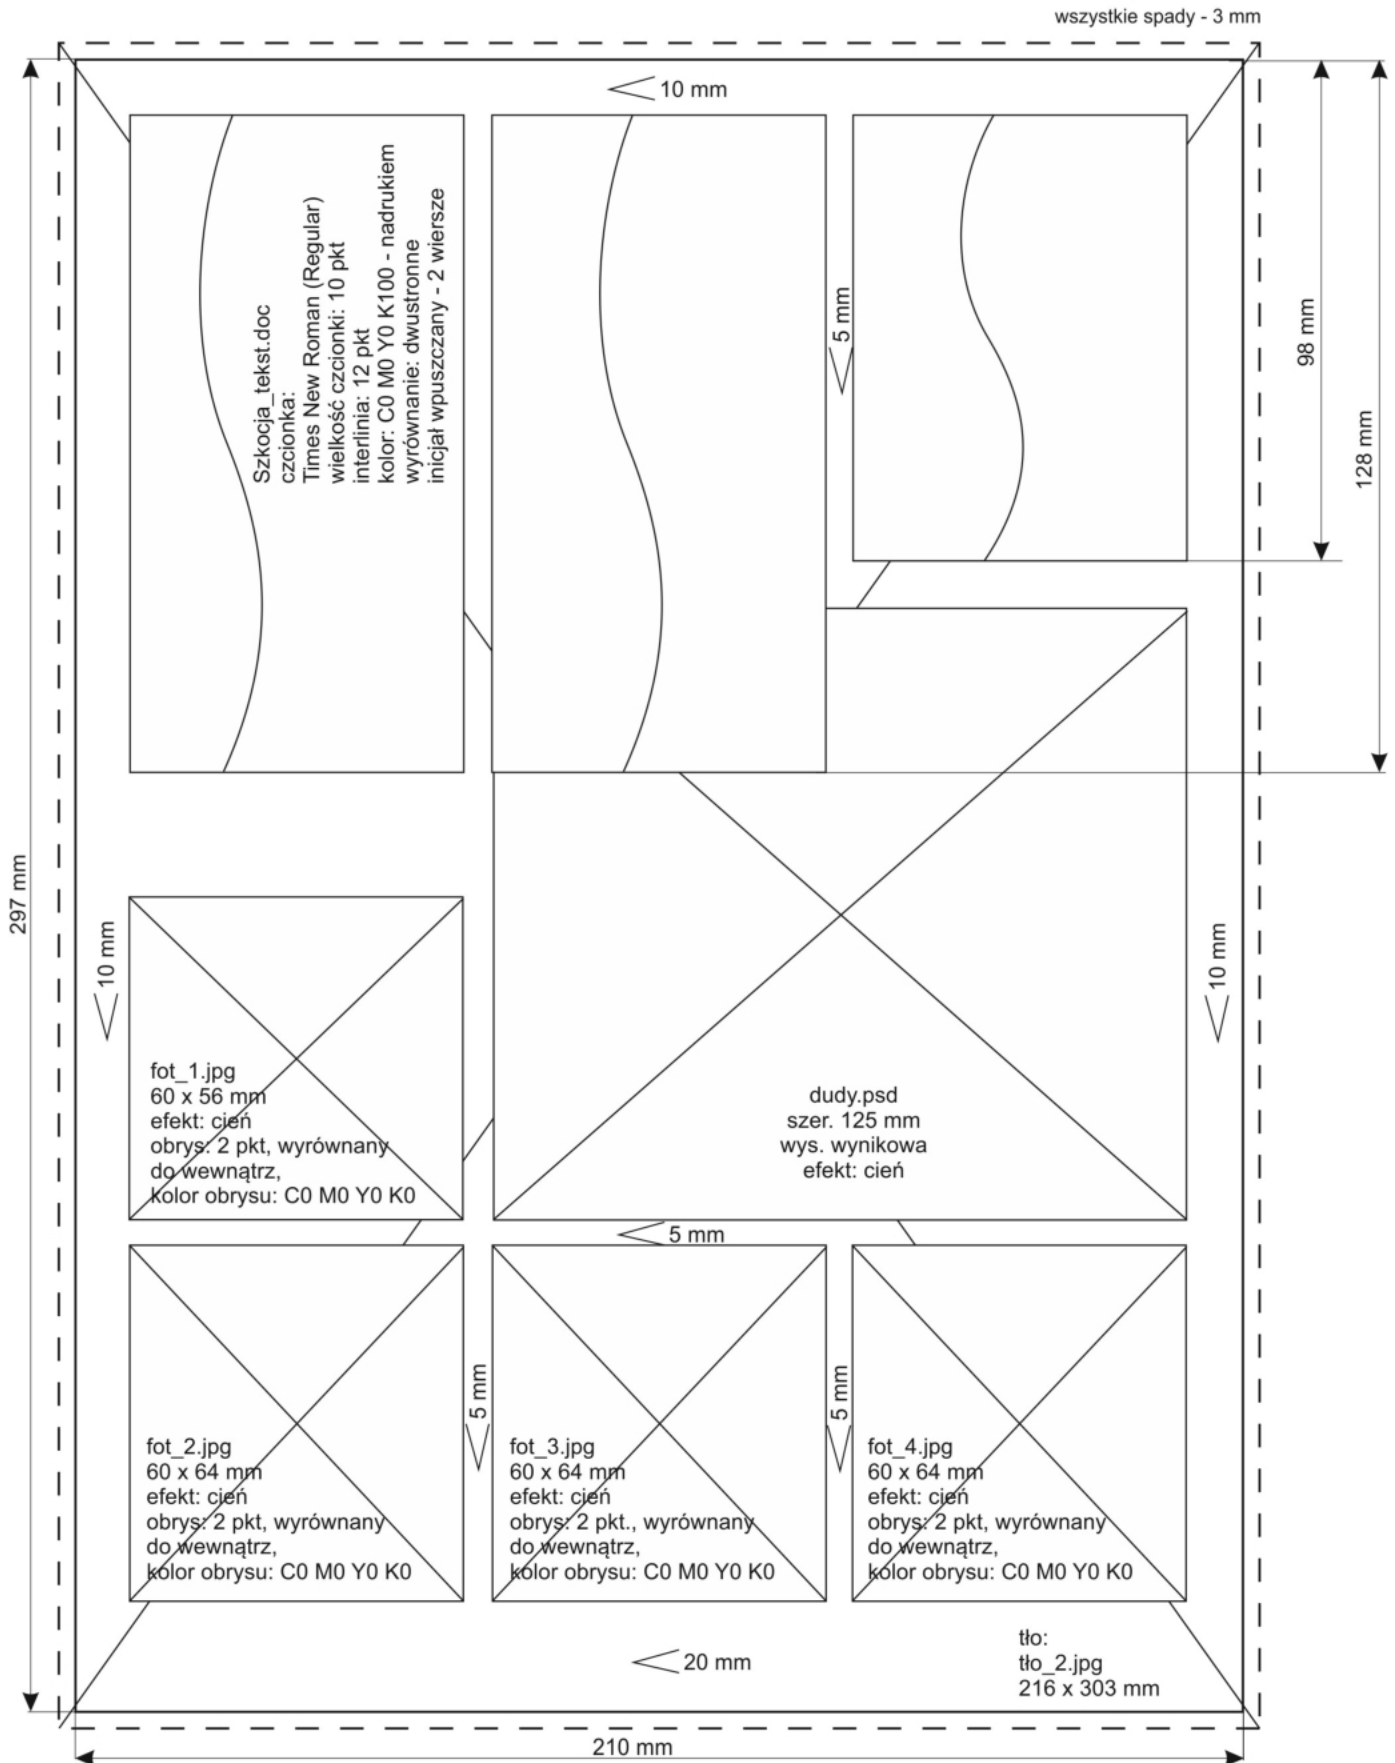 wszystkie spady - 3 mm
10 mm
Szkocja_tekst.doc
czcionka:
Times New Roman (Regular)
wielkość czcionki: 10 pkt
interlinia: 12 pkt
kolor: C0 M0 Y0 K100 - nadrukiem
wyrównanie: dwustronne
inicjał wpuszczany - 2 wiersze
5 mm
98 mm
128 mm
297 mm
10 mm
10 mm
fot_1.jpg
60 x 56 mm
efekt: cień
obrys: 2 pkt, wyrównany
do wewnątrz,
kolor obrysu: C0 M0 Y0 K0
dudy.psd
szer. 125 mm
wys. wynikowa
efekt: cień
5 mm
fot_2.jpg
60 x 64 mm
efekt: cień
obrys: 2 pkt, wyrównany
do wewnątrz,
kolor obrysu: C0 M0 Y0 K0
5 mm
fot_3.jpg
60 x 64 mm
efekt: cień
obrys: 2 pkt., wyrównany
do wewnątrz,
kolor obrysu: C0 M0 Y0 K0
5 mm
fot_4.jpg
60 x 64 mm
efekt: cień
obrys: 2 pkt, wyrównany
do wewnątrz,
kolor obrysu: C0 M0 Y0 K0
20 mm
tło:
tło_2.jpg
216 x 303 mm
210 mm